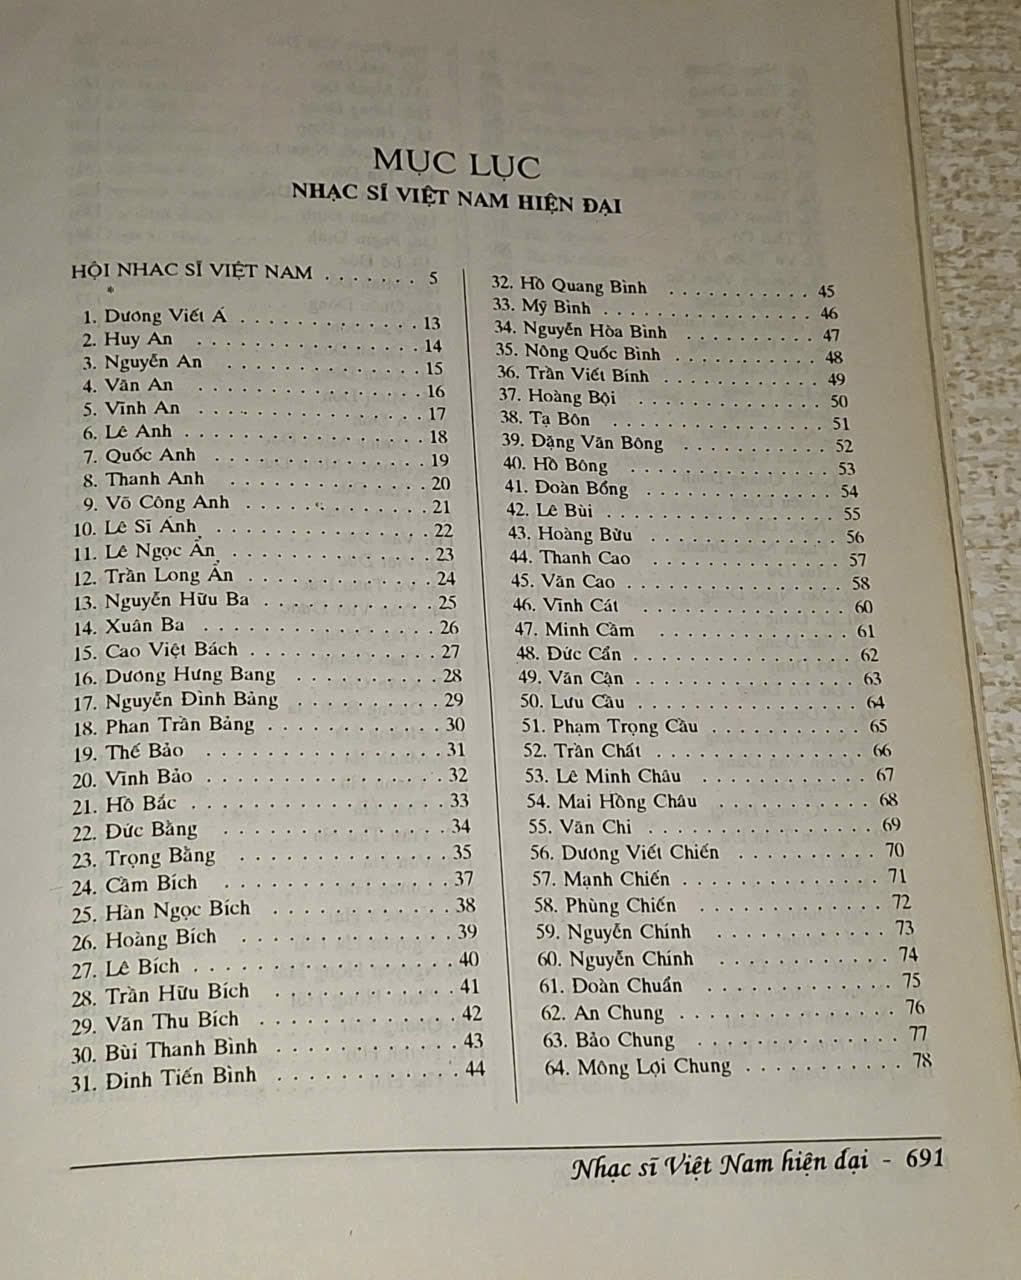 MỤC LỤC
NHẠC SĨ VIỆT NAM HIỆN ĐẠI
HỘI NHẠC SĨ VIỆT NAM . . . . . . . 5
*
1. Dương Viết Á . . . . . . . . . . . . . 13
2. Huy An . . . . . . . . . . . . . . . . 14
3. Nguyễn An . . . . . . . . . . . . . . 15
4. Văn An . . . . . . . . . . . . . . . . 16
5. Vĩnh An . . . . . . . . . . . . . . . . 17
6. Lê Anh . . . . . . . . . . . . . . . . . 18
7. Quốc Anh . . . . . . . . . . . . . . . 19
8. Thanh Anh . . . . . . . . . . . . . . 20
9. Võ Công Anh . . . . . . . . . . . . . 21
10. Lê Sĩ Anh . . . . . . . . . . . . . . . 22
11. Lê Ngọc Ẩn . . . . . . . . . . . . . . 23
12. Trần Long Ẩn . . . . . . . . . . . . . 24
13. Nguyễn Hữu Ba . . . . . . . . . . . . 25
14. Xuân Ba . . . . . . . . . . . . . . . . 26
15. Cao Việt Bách . . . . . . . . . . . . . 27
16. Dương Hưng Bang . . . . . . . . . . 28
17. Nguyễn Đình Bảng . . . . . . . . . . 29
18. Phan Trần Bảng . . . . . . . . . . . . 30
19. Thế Bảo . . . . . . . . . . . . . . . . 31
20. Vĩnh Bảo . . . . . . . . . . . . . . . . 32
21. Hồ Bắc . . . . . . . . . . . . . . . . . 33
22. Đức Bằng . . . . . . . . . . . . . . . 34
23. Trọng Bằng . . . . . . . . . . . . . . 35
24. Cầm Bích . . . . . . . . . . . . . . . 37
25. Hàn Ngọc Bích . . . . . . . . . . . . 38
26. Hoàng Bích . . . . . . . . . . . . . . 39
27. Lê Bích . . . . . . . . . . . . . . . . . 40
28. Trần Hữu Bích . . . . . . . . . . . . 41
29. Văn Thu Bích . . . . . . . . . . . . . 42
30. Bùi Thanh Bình . . . . . . . . . . . . 43
31. Đinh Tiến Bình . . . . . . . . . . . . 44
32. Hồ Quang Bình . . . . . . . . . . 45
33. Mỹ Bình . . . . . . . . . . . . . . . 46
34. Nguyễn Hòa Bình . . . . . . . . . 47
35. Nông Quốc Bình . . . . . . . . . . 48
36. Trần Viết Bính . . . . . . . . . . . 49
37. Hoàng Bội . . . . . . . . . . . . . 50
38. Tạ Bôn . . . . . . . . . . . . . . . 51
39. Đặng Văn Bông . . . . . . . . . . 52
40. Hồ Bông . . . . . . . . . . . . . . 53
41. Đoàn Bổng . . . . . . . . . . . . . 54
42. Lê Bùi . . . . . . . . . . . . . . . . 55
43. Hoàng Bửu . . . . . . . . . . . . . 56
44. Thanh Cao . . . . . . . . . . . . . 57
45. Văn Cao . . . . . . . . . . . . . . . 58
46. Vĩnh Cát . . . . . . . . . . . . . . 60
47. Minh Cầm . . . . . . . . . . . . . 61
48. Đức Cẩn . . . . . . . . . . . . . . . 62
49. Văn Cận . . . . . . . . . . . . . . . 63
50. Lưu Cầu . . . . . . . . . . . . . . . 64
51. Phạm Trọng Cầu . . . . . . . . . . 65
52. Trần Chất . . . . . . . . . . . . . . 66
53. Lê Minh Châu . . . . . . . . . . . 67
54. Mai Hồng Châu . . . . . . . . . . 68
55. Văn Chi . . . . . . . . . . . . . . . 69
56. Dương Viết Chiến . . . . . . . . . 70
57. Mạnh Chiến . . . . . . . . . . . . . 71
58. Phùng Chiến . . . . . . . . . . . . 72
59. Nguyễn Chính . . . . . . . . . . . 73
60. Nguyễn Chính . . . . . . . . . . . 74
61. Đoàn Chuẩn . . . . . . . . . . . . 75
62. An Chung . . . . . . . . . . . . . . 76
63. Bảo Chung . . . . . . . . . . . . . 77
64. Mông Lợi Chung . . . . . . . . . . 78
Nhạc sĩ Việt Nam hiện đại - 691